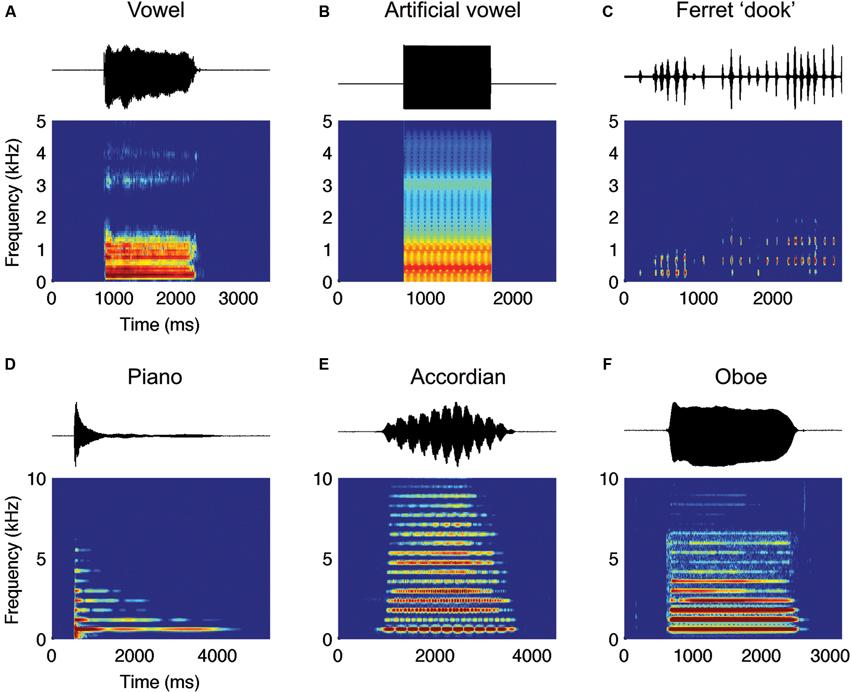 A Vowel
B Artificial vowel
C Ferret ‘dook’
Frequency (kHz)
5
4
3
2
1
0
0 1000 2000 3000
Time (ms)
5
4
3
2
1
0
0 1000 2000
5
4
3
2
1
0
0 2000
D Piano
E Accordian
F Oboe
Frequency (kHz)
10
5
0
0 2000 4000
Time (ms)
10
5
0
0 2000 4000
10
5
0
0 1000 2000 3000